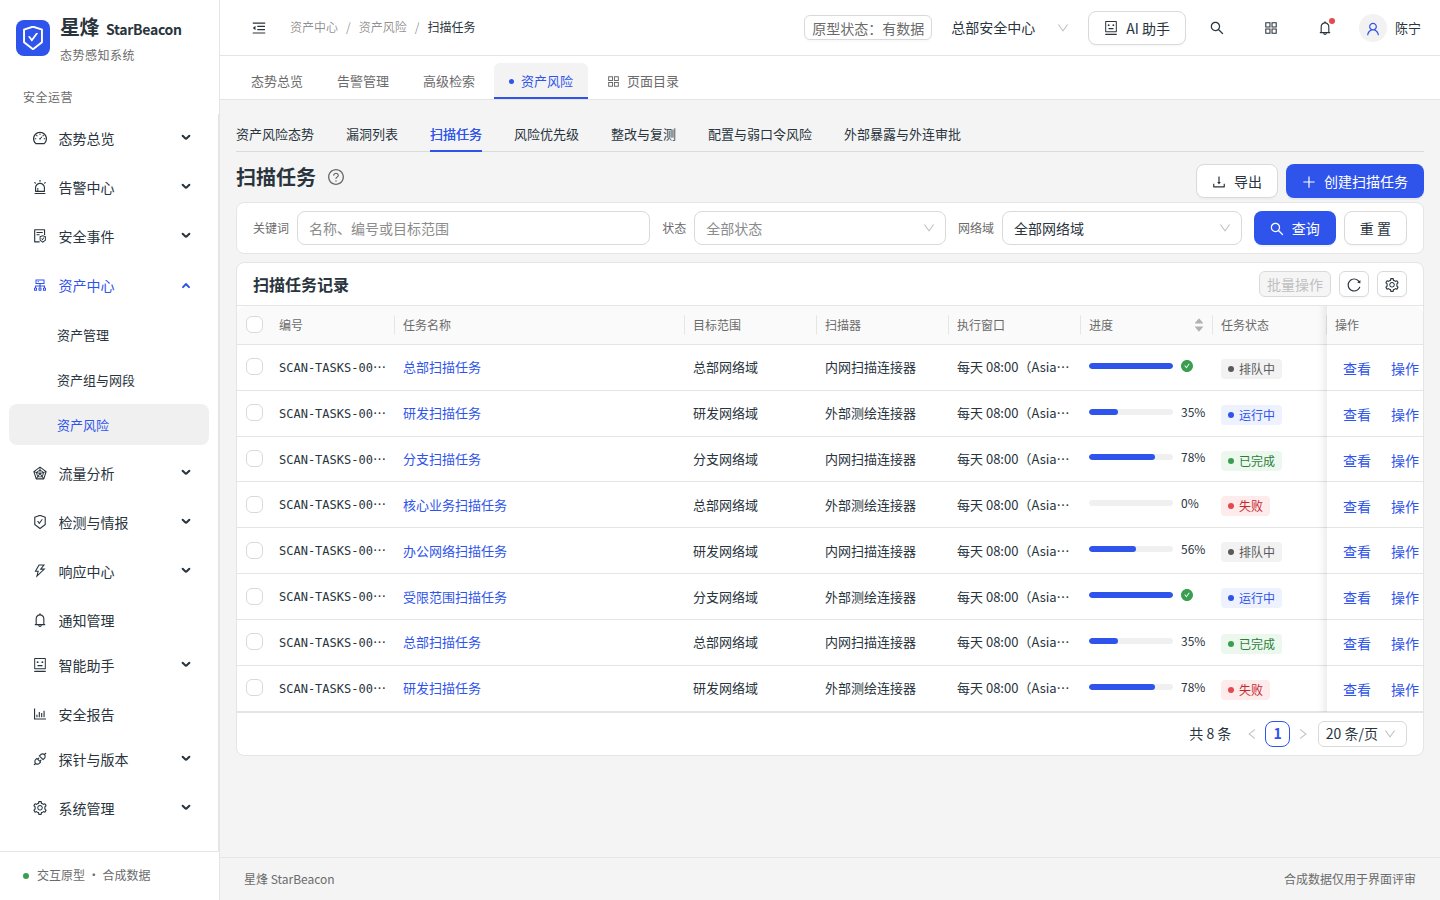 星烽 StarBeacon
态势感知系统
安全运营
态势总览
告警中心
安全事件
资产中心
资产管理
资产组与网段
资产风险
流量分析
检测与情报
响应中心
通知管理
智能助手
安全报告
探针与版本
系统管理
交互原型 · 合成数据
资产中心 / 资产风险 / 扫描任务
原型状态：有数据
总部安全中心
AI 助手
陈宁
态势总览 告警管理 高级检索 资产风险 页面目录
资产风险态势 漏洞列表 扫描任务 风险优先级 整改与复测 配置与弱口令风险 外部暴露与外连审批
扫描任务
导出 创建扫描任务
关键词 名称、编号或目标范围 状态 全部状态 网络域 全部网络域 查询 重 置
扫描任务记录 批量操作
编号 任务名称 目标范围 扫描器 执行窗口 进度 任务状态 操作
SCAN-TASKS-00··· 总部扫描任务 总部网络域 内网扫描连接器 每天 08:00（Asia··· 排队中 查看 操作
SCAN-TASKS-00··· 研发扫描任务 研发网络域 外部测绘连接器 每天 08:00（Asia··· 35% 运行中 查看 操作
SCAN-TASKS-00··· 分支扫描任务 分支网络域 内网扫描连接器 每天 08:00（Asia··· 78% 已完成 查看 操作
SCAN-TASKS-00··· 核心业务扫描任务 总部网络域 外部测绘连接器 每天 08:00（Asia··· 0% 失败 查看 操作
SCAN-TASKS-00··· 办公网络扫描任务 研发网络域 内网扫描连接器 每天 08:00（Asia··· 56% 排队中 查看 操作
SCAN-TASKS-00··· 受限范围扫描任务 分支网络域 外部测绘连接器 每天 08:00（Asia··· 运行中 查看 操作
SCAN-TASKS-00··· 总部扫描任务 总部网络域 内网扫描连接器 每天 08:00（Asia··· 35% 已完成 查看 操作
SCAN-TASKS-00··· 研发扫描任务 研发网络域 外部测绘连接器 每天 08:00（Asia··· 78% 失败 查看 操作
共 8 条 1 20 条/页
星烽 StarBeacon
合成数据仅用于界面评审